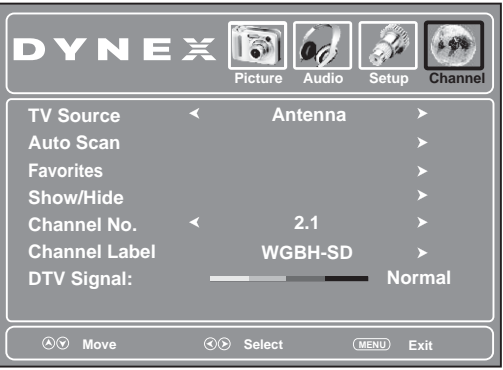 DYNEX
Picture Audio Setup Channel
TV Source Antenna
Auto Scan
Favorites
Show/Hide
Channel No. 2.1
Channel Label WGBH-SD
DTV Signal: Normal
Move Select MENU Exit